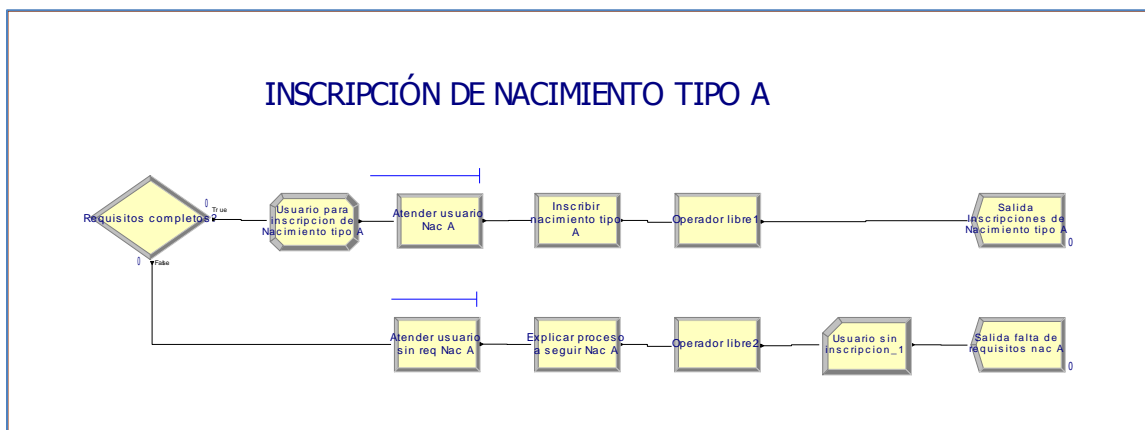 INSCRIPCIÓN DE NACIMIENTO TIPO A
Requisitos completos?
0
True
0
False
Usuario para
inscripcion de
Nacimiento tipo A
Atender usuario
Nac A
Inscribir
nacimiento tipo
A
Operador libre1
Salida
Inscripciones de
Nacimiento tipo A
0
Atender usuario
sin req Nac A
Explicar proceso
a seguir Nac A
Operador libre2
Usuario sin
inscripcion_1
Salida falta de
requisitos nac A
0